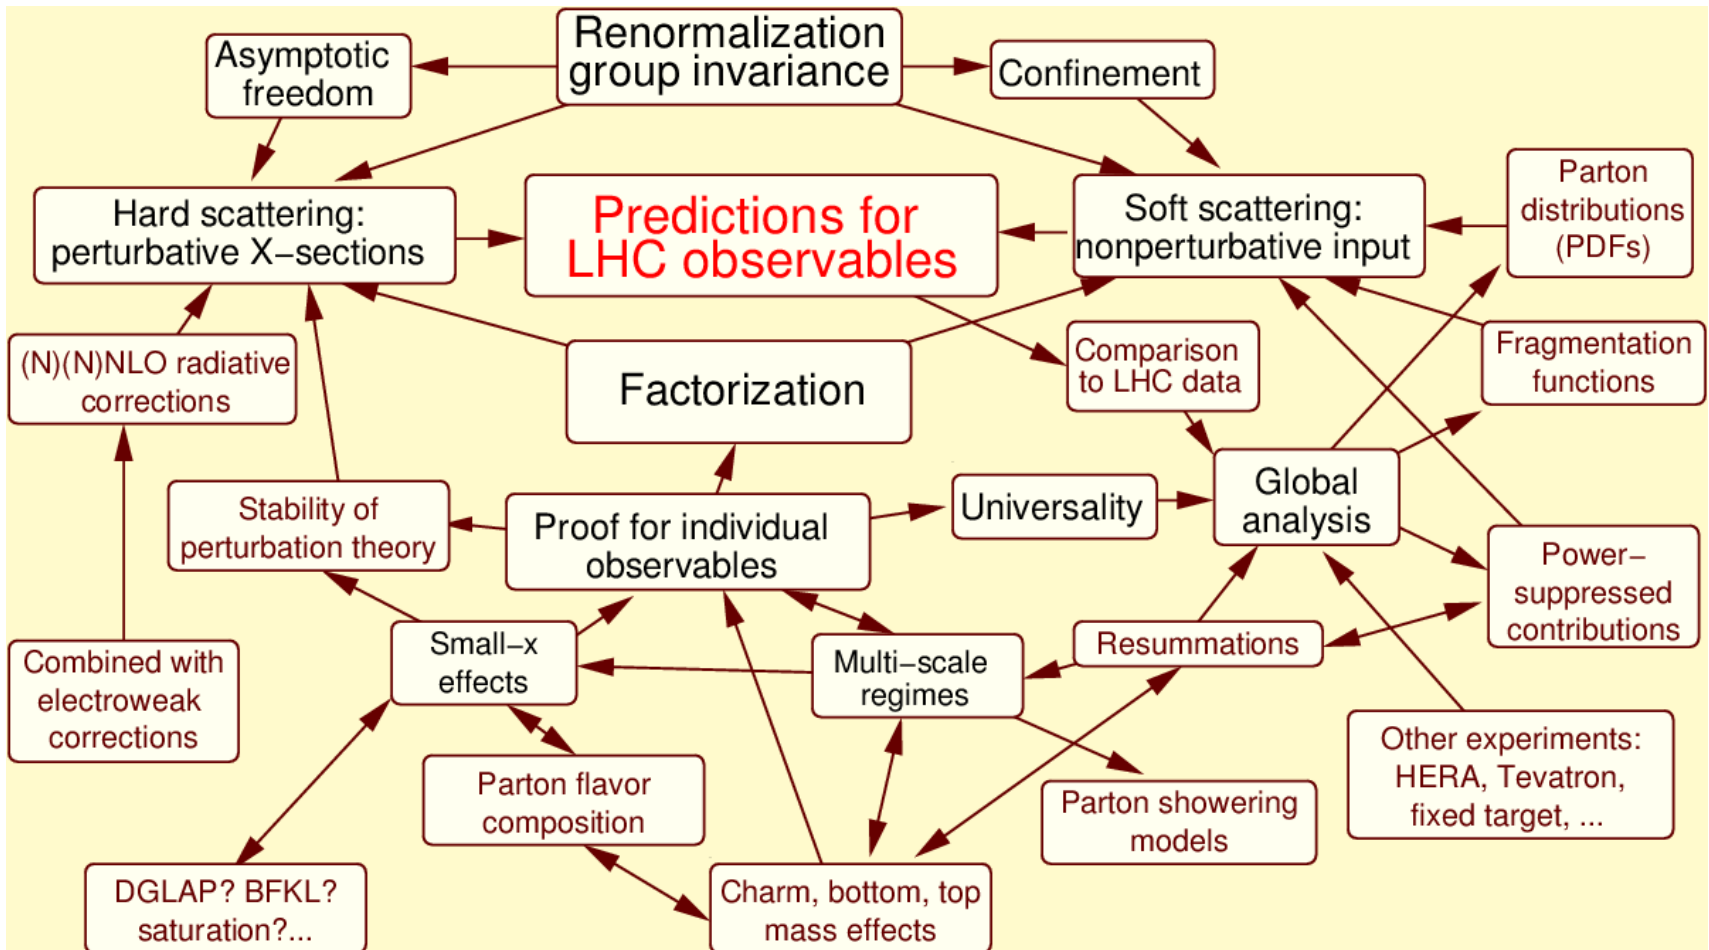 Renormalization
group invariance
Asymptotic
freedom
Confinement
Hard scattering:
perturbative X−sections
Predictions for
LHC observables
Soft scattering:
nonperturbative input
Parton
distributions
(PDFs)
(N)(N)NLO radiative
corrections
Factorization
Comparison
to LHC data
Fragmentation
functions
Stability of
perturbation theory
Proof for individual
observables
Universality
Global
analysis
Power−
suppressed
contributions
Combined with
electroweak
corrections
Small−x
effects
Multi−scale
regimes
Resummations
Other experiments:
HERA, Tevatron,
fixed target, ...
Parton flavor
composition
Parton showering
models
DGLAP? BFKL?
saturation?...
Charm, bottom, top
mass effects